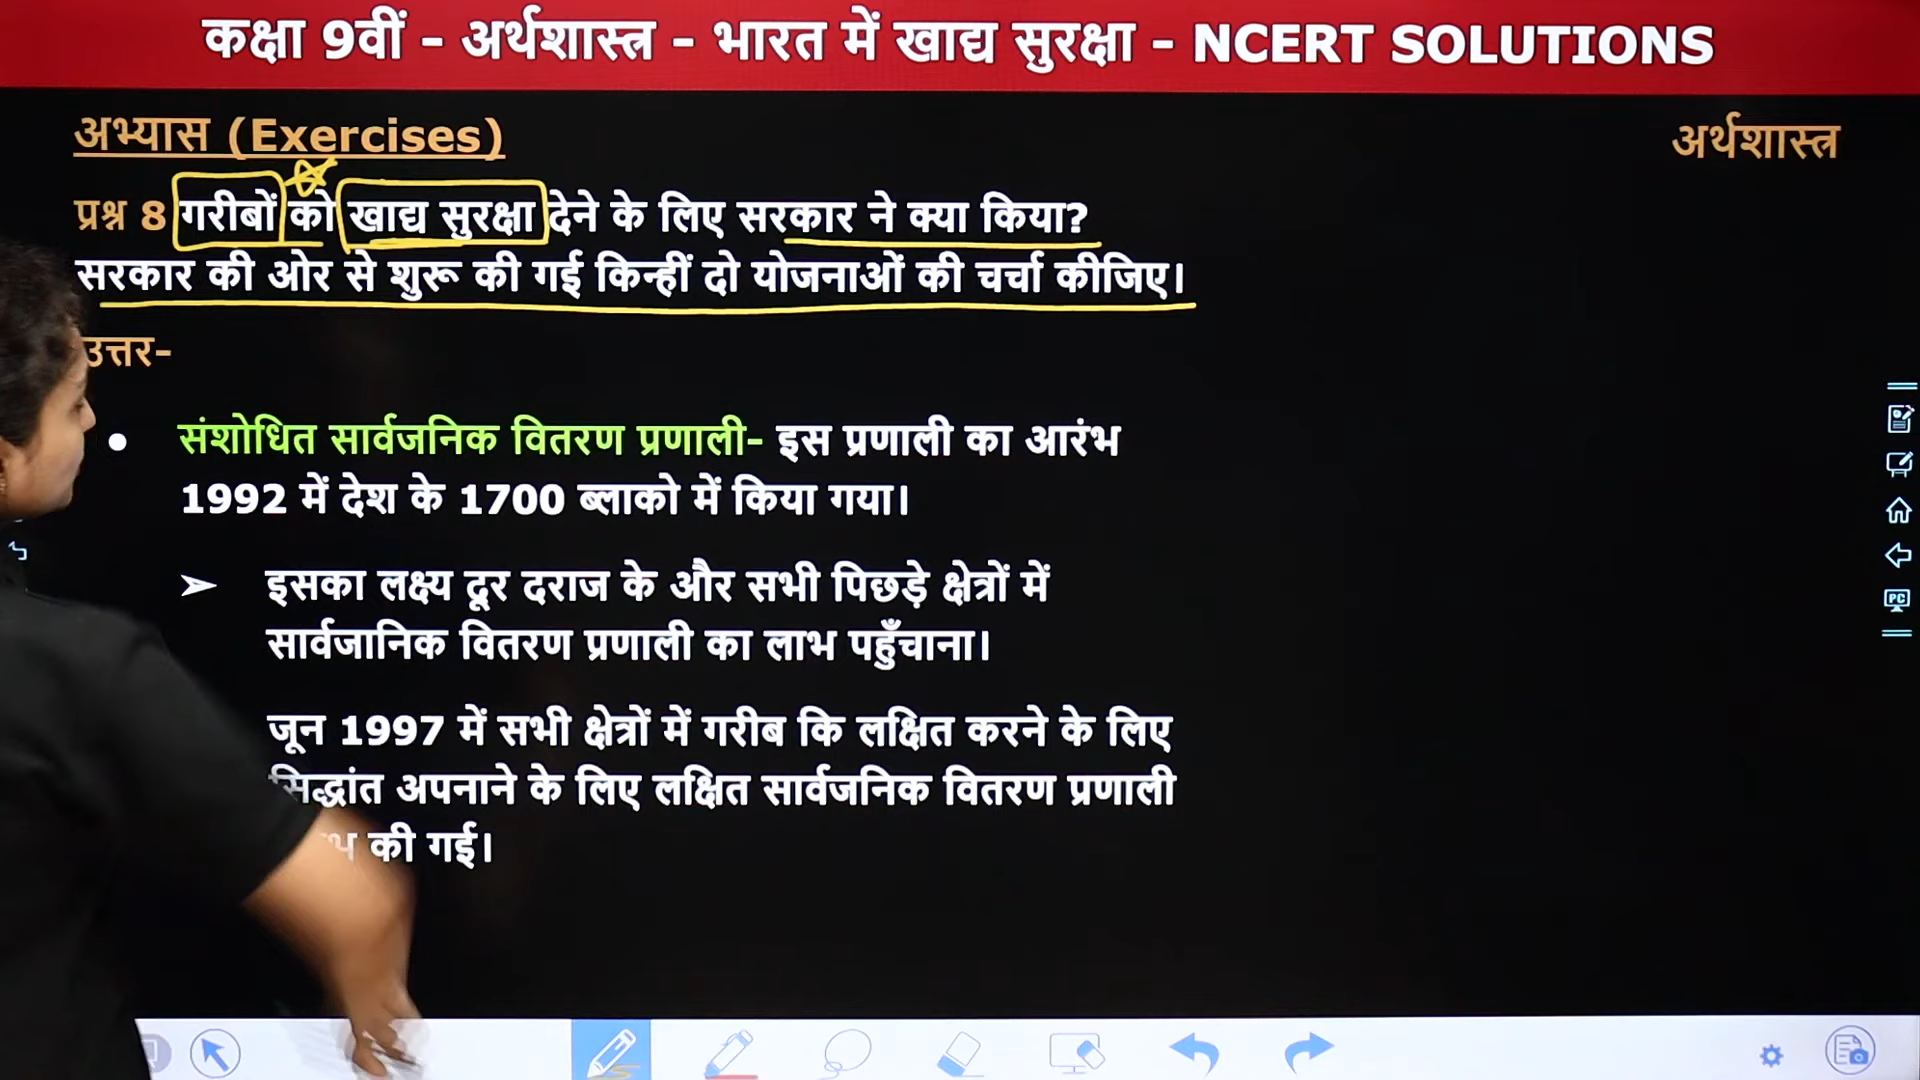 कक्षा 9वीं - अर्थशास्त्र - भारत में खाद्य सुरक्षा - NCERT SOLUTIONS
अभ्यास (Exercises)
अर्थशास्त्र
प्रश्न 8 गरीबों को खाद्य सुरक्षा देने के लिए सरकार ने क्या किया?
सरकार की ओर से शुरू की गई किन्हीं दो योजनाओं की चर्चा कीजिए।
उत्तर-
• संशोधित सार्वजनिक वितरण प्रणाली- इस प्रणाली का आरंभ
1992 में देश के 1700 ब्लाको में किया गया।
➢ इसका लक्ष्य दूर दराज के और सभी पिछड़े क्षेत्रों में
सार्वजानिक वितरण प्रणाली का लाभ पहुँचाना।
जून 1997 में सभी क्षेत्रों में गरीब कि लक्षित करने के लिए
सिद्धांत अपनाने के लिए लक्षित सार्वजनिक वितरण प्रणाली
की गई।
PC